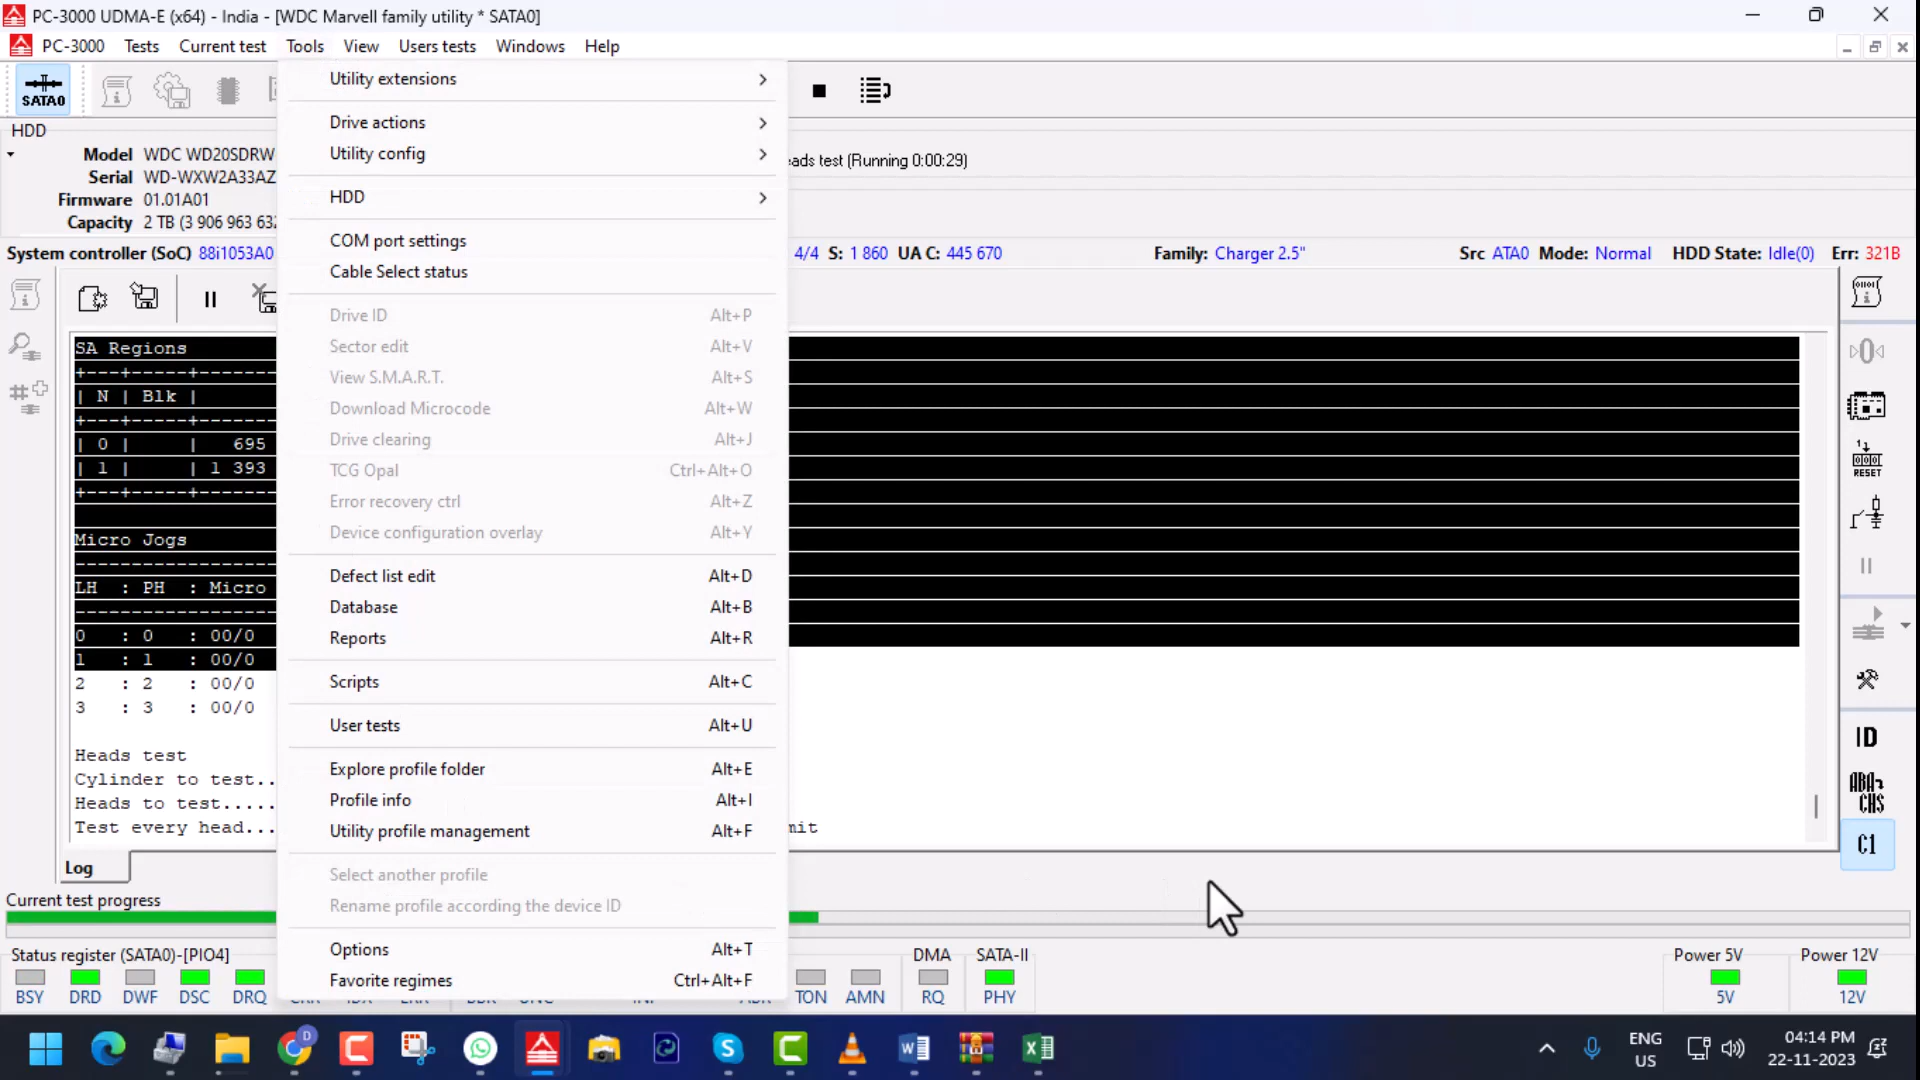 PC-3000 UDMA-E (x64) - India - [WDC Marvell family utility * SATA0]
PC-3000 Tests Current test Tools View Users tests Windows Help
SATA0
HDD
Model WDC WD20SDRW
Serial WD-WXW2A33AZ
Firmware 01.01A01
Capacity 2 TB (3 906 963 632
eads test (Running 0:00:29)
System controller (SoC) 88i1053A0 4/4 S: 1 860 UA C: 445 670 Family: Charger 2.5" Src ATA0 Mode: Normal HDD State: Idle(0) Err: 321B
Utility extensions
Drive actions
Utility config
HDD
COM port settings
Cable Select status
Drive ID Alt+P
Sector edit Alt+V
View S.M.A.R.T. Alt+S
Download Microcode Alt+W
Drive clearing Alt+J
TCG Opal Ctrl+Alt+O
Error recovery ctrl Alt+Z
Device configuration overlay Alt+Y
Defect list edit Alt+D
Database Alt+B
Reports Alt+R
Scripts Alt+C
User tests Alt+U
Explore profile folder Alt+E
Profile info Alt+I
Utility profile management Alt+F
Select another profile
Rename profile according the device ID
Options Alt+T
Favorite regimes Ctrl+Alt+F
SA Regions
+---+-----+-------
| N | Blk |
+---+-----+-------
| 0 | | 695
| 1 | | 1 393
+---+-----+-------
Micro Jogs
-----------------
LH : PH : Micro
-----------------
0 : 0 : 00/0
1 : 1 : 00/0
2 : 2 : 00/0
3 : 3 : 00/0
Heads test
Cylinder to test..
Heads to test.....
Test every head... mit
RESET
ID
ABA
CHS
C1
Log
Current test progress
Status register (SATA0)-[PIO4] DMA SATA-II Power 5V Power 12V
BSY DRD DWF DSC DRQ TON AMN RQ PHY 5V 12V
ENG
US
04:14 PM
22-11-2023